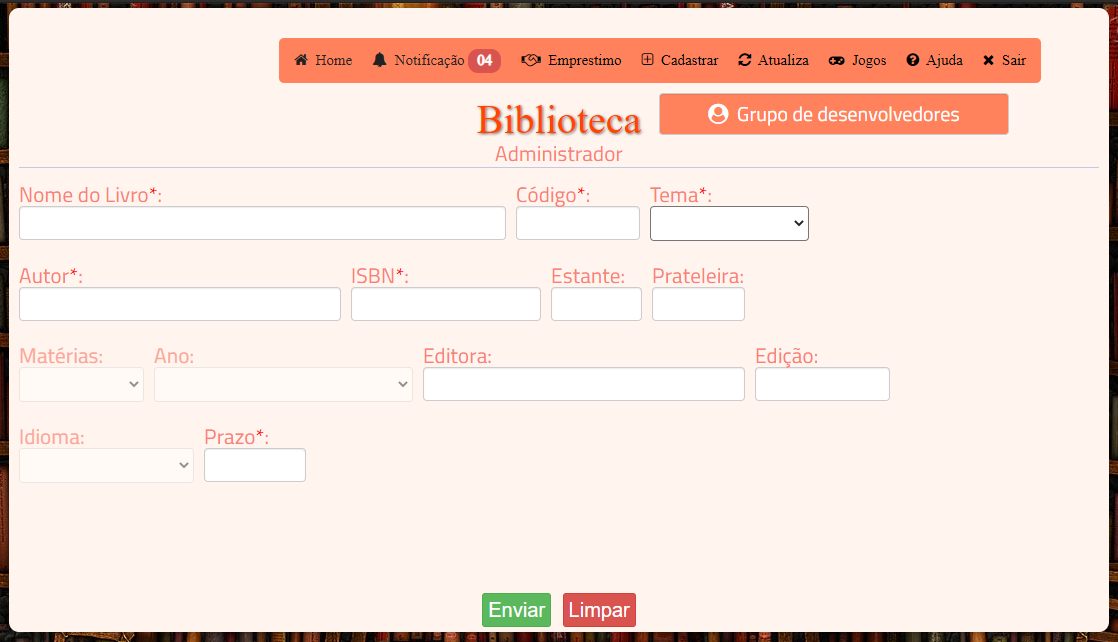 Home Notificação 04 Emprestimo Cadastrar Atualiza Jogos Ajuda Sair
Biblioteca Grupo de desenvolvedores
Administrador
Nome do Livro*: Código*: Tema*:
Autor*: ISBN*: Estante: Prateleira:
Matérias: Ano: Editora: Edição:
Idioma: Prazo*:
Enviar Limpar